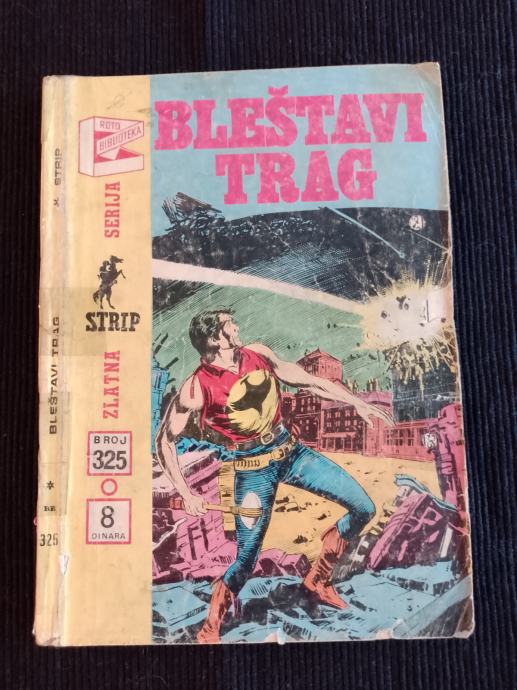 BLEŠTAVI
TRAG
ROTO
BIBLIOTEKA
ZLATNA STRIP SERIJA
BROJ
325
8
DINARA
STRIP
BLEŠTAVI TRAG
*
325